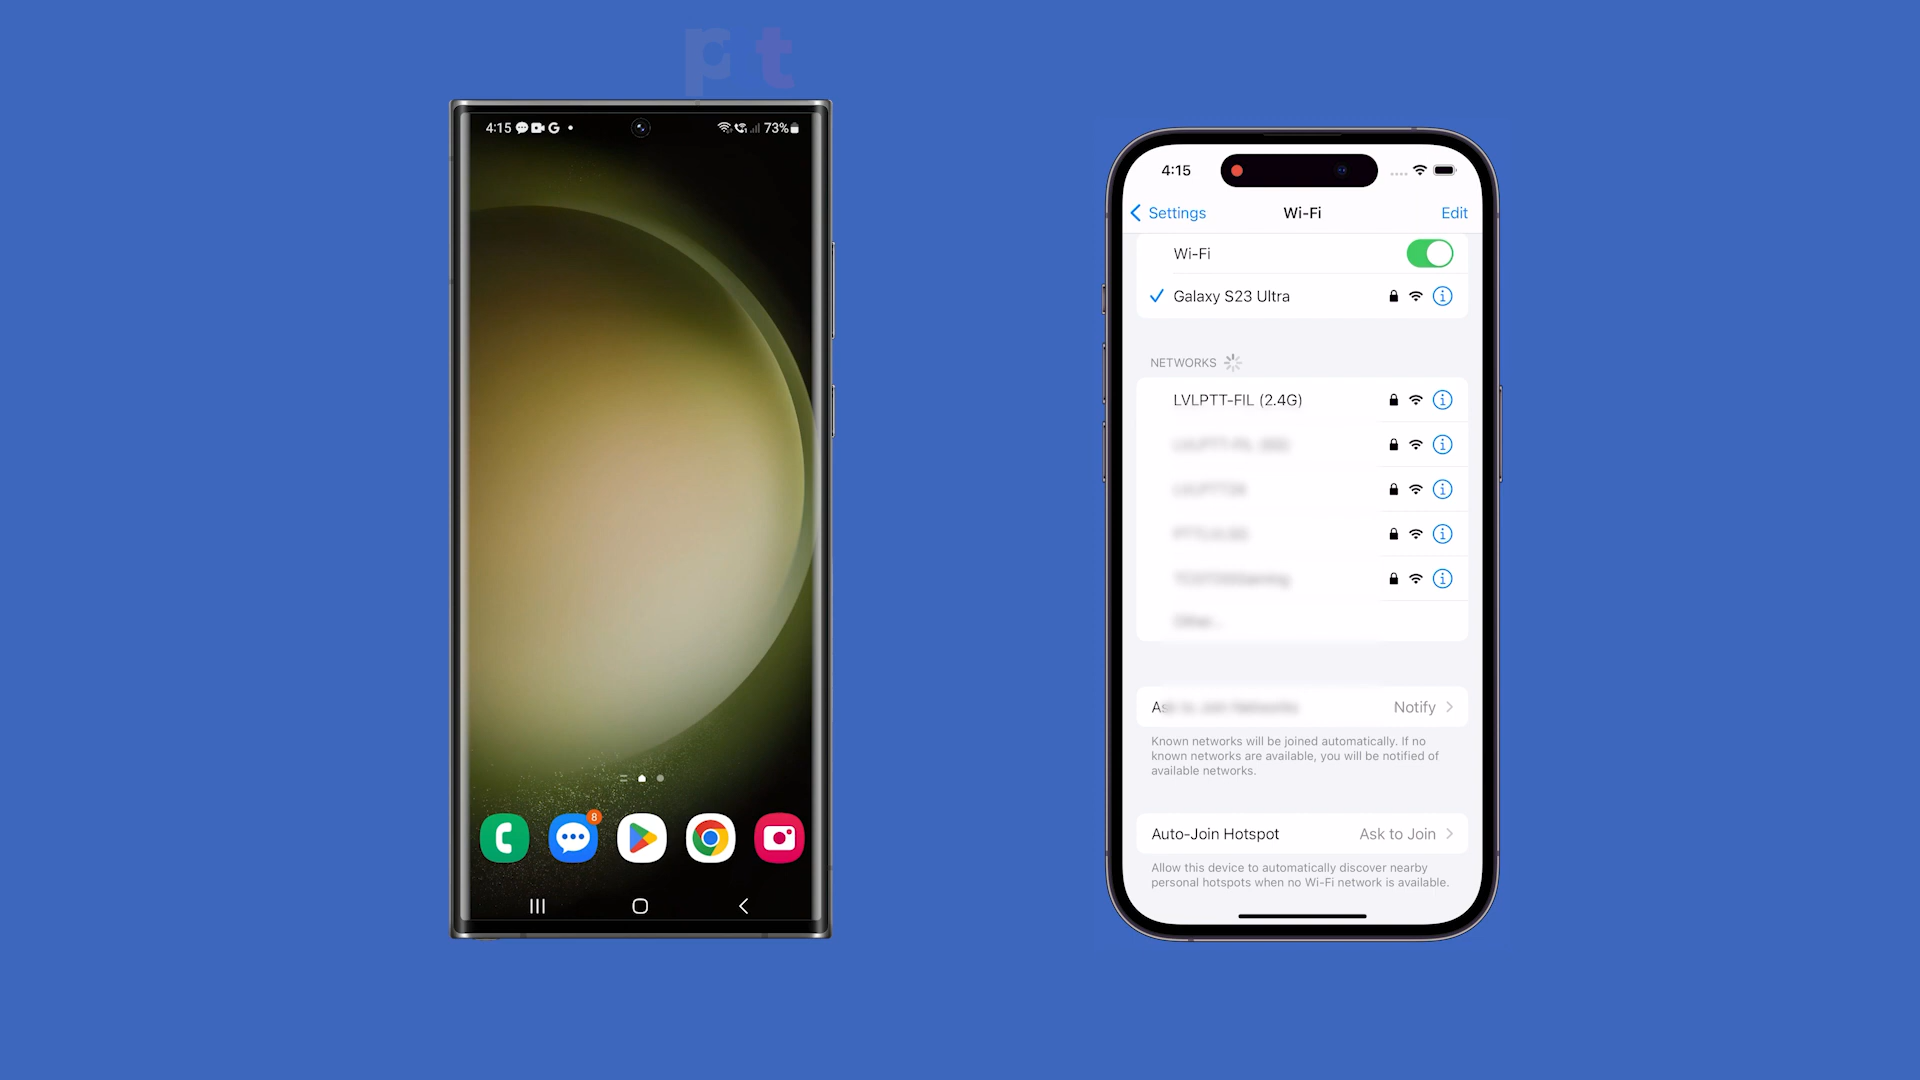 pt
4:15
73%
8
4:15
Settings
Wi-Fi
Edit
Wi-Fi
Galaxy S23 Ultra
NETWORKS
LVLPTT-FIL (2.4G)
Notify
Known networks will be joined automatically. If no
known networks are available, you will be notified of
available networks.
Auto-Join Hotspot
Ask to Join
Allow this device to automatically discover nearby
personal hotspots when no Wi-Fi network is available.